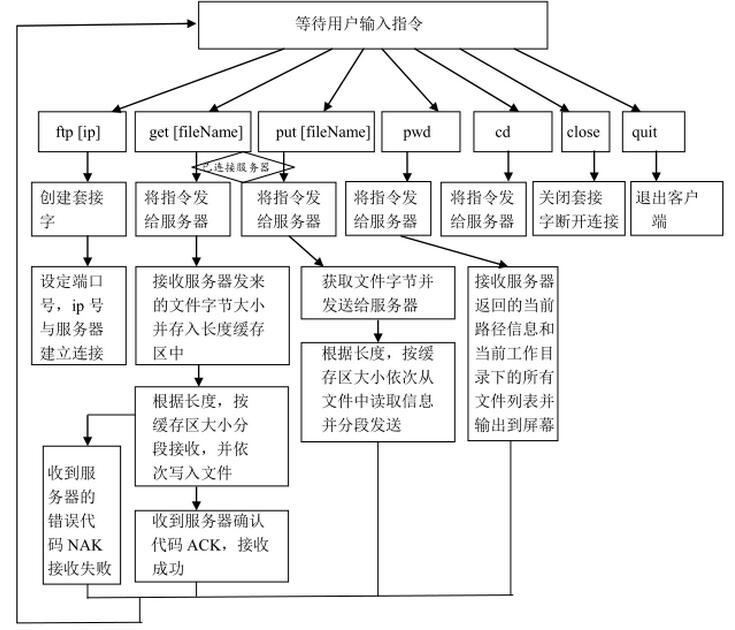 等待用户输入指令
ftp [ip]
get [fileName]
put [fileName]
pwd
cd
close
quit
已连接服务器
创建套接
字
将指令发
给服务器
将指令发
给服务器
将指令发
给服务器
将指令发
给服务器
关闭套接
字断开连接
退出客户
端
设定端口
号，ip 号
与服务器
建立连接
接收服务器发来
的文件字节大小
并存入长度缓存
区中
获取文件字节并
发送给服务器
接收服务器
返回的当前
路径信息和
当前工作目
录下的所有
文件列表并
输出到屏幕
根据长度，按缓
存区大小依次从
文件中读取信息
并分段发送
根据长度，按
缓存区大小分
段接收，并依
次写入文件
收到服
务器的
错误代
码 NAK
接收失败
收到服务器确认
代码 ACK，接收
成功